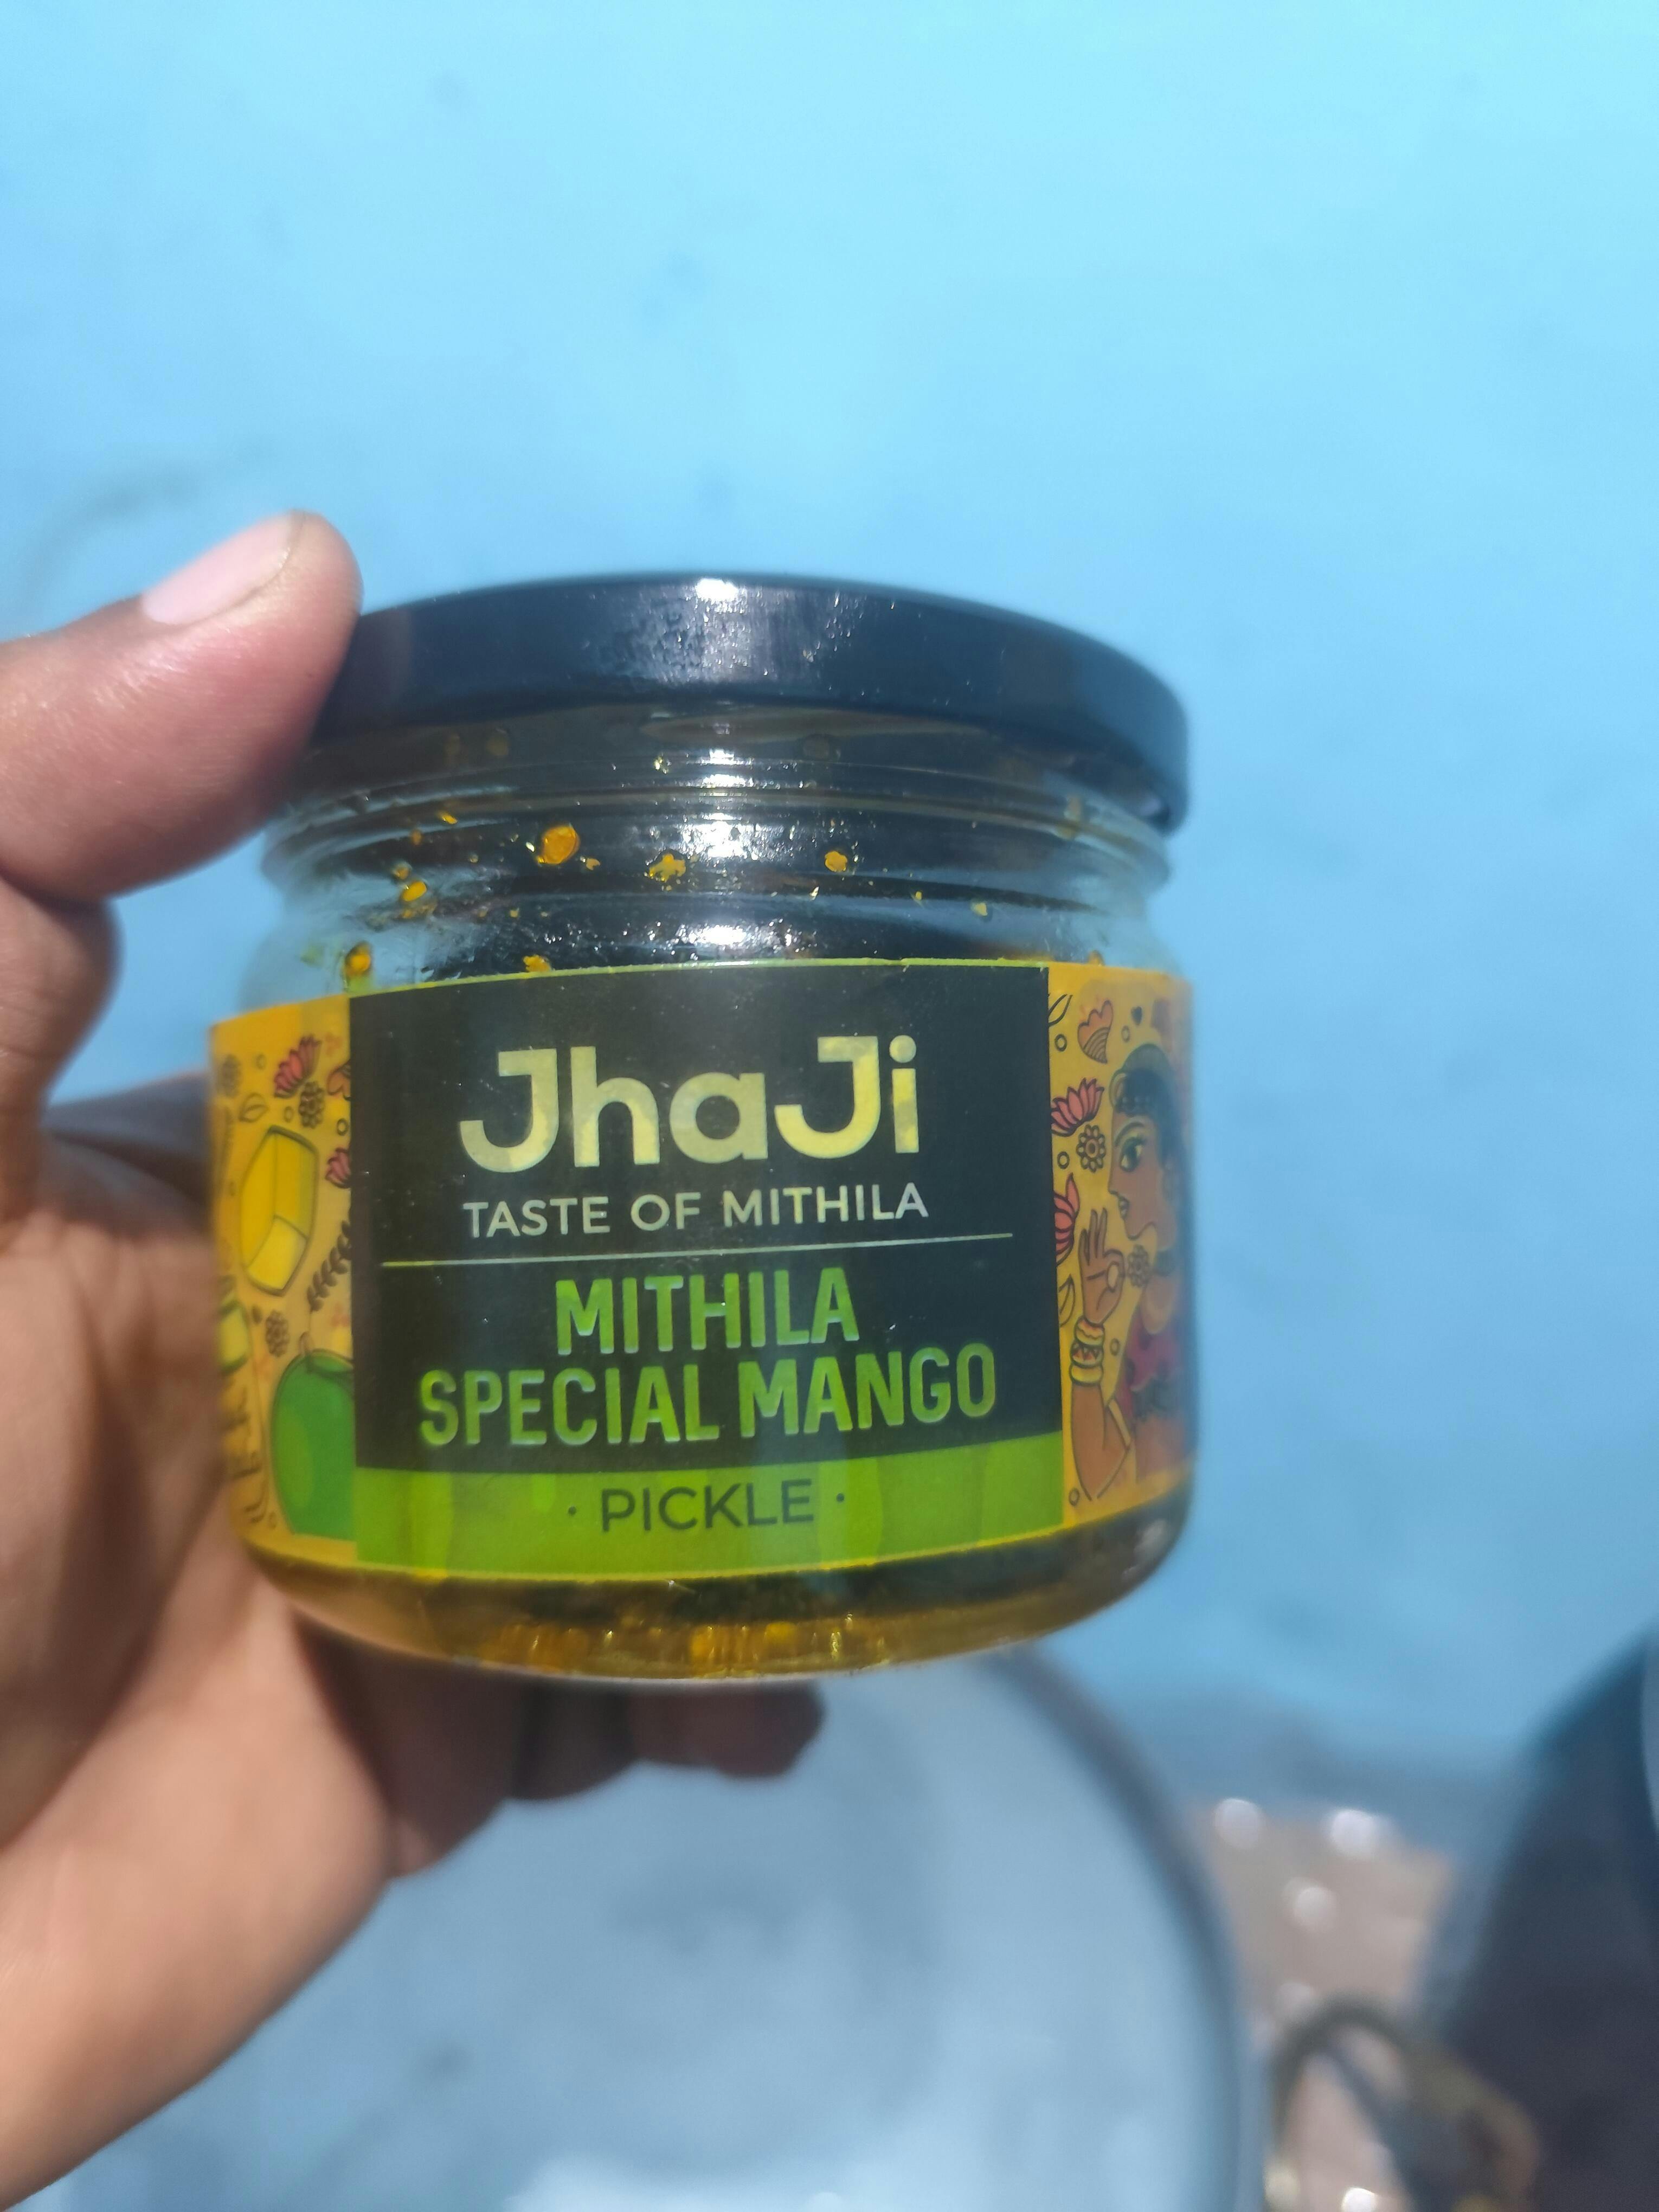 JhaJi
TASTE OF MITHILA
MITHILA
SPECIAL MANGO
· PICKLE ·